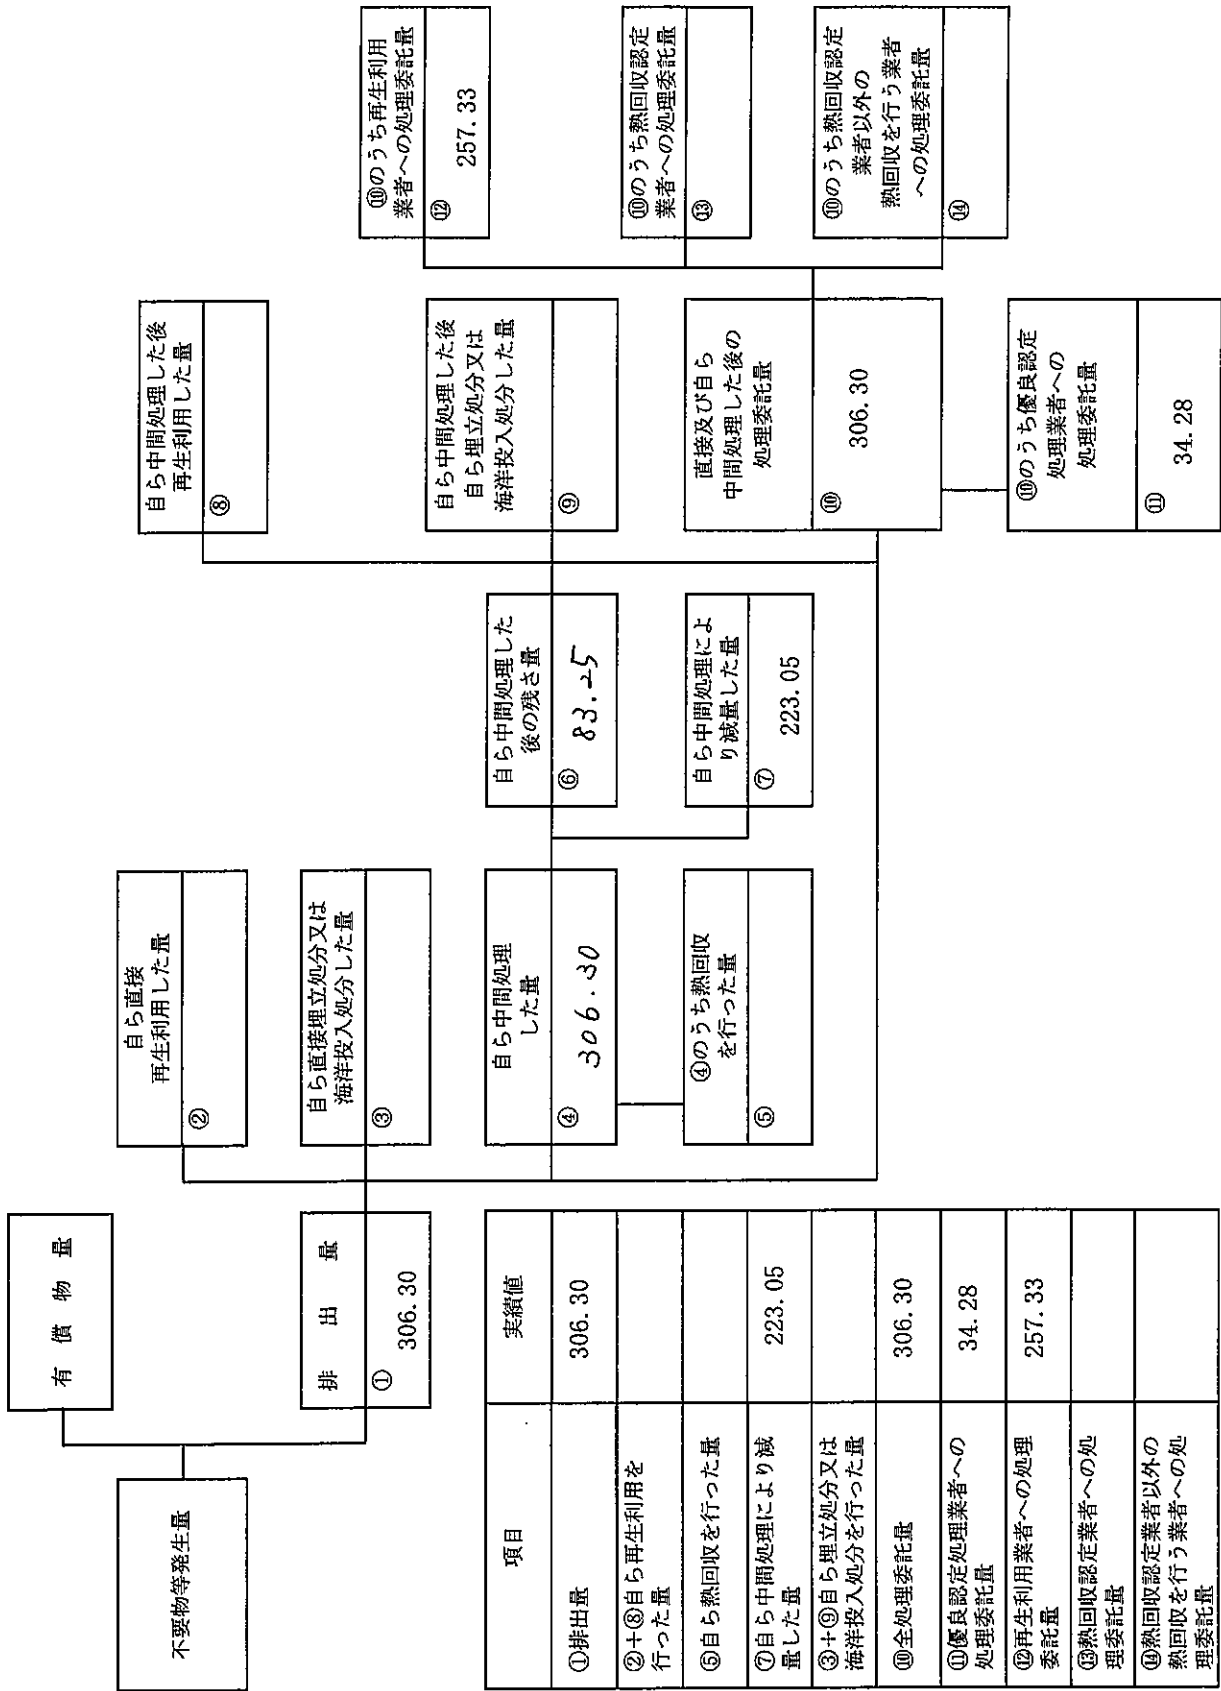 不要物等発生量
有償物量
排出量
① 306.30
自ら直接
再生利用した量
②
自ら直接埋立処分又は
海洋投入処分した量
③
自ら中間処理
した量
④ 306.30
④のうち熱回収
を行った量
⑤
自ら中間処理した
後の残さ量
⑥ 83.25
自ら中間処理によ
り減量した量
⑦ 223.05
自ら中間処理した後
再生利用した量
⑧
自ら中間処理した後
自ら埋立処分又は
海洋投入処分した量
⑨
直接及び自ら
中間処理した後の
処理委託量
⑩ 306.30
⑩のうち優良認定
処理業者への
処理委託量
⑪ 34.28
⑩のうち再生利用
業者への処理委託量
⑫ 257.33
⑩のうち熱回収認定
業者への処理委託量
⑬
⑩のうち熱回収認定
業者以外の
熱回収を行う業者
への処理委託量
⑭
項目 実績値
①排出量 306.30
②+⑧自ら再生利用を
行った量
⑤自ら熱回収を行った量
⑦自ら中間処理により減
量した量 223.05
③+⑨自ら埋立処分又は
海洋投入処分を行った量
⑩全処理委託量 306.30
⑪優良認定処理業者への
処理委託量 34.28
⑫再生利用業者への処理
委託量 257.33
⑬熱回収認定業者への処
理委託量
⑭熱回収認定業者以外の
熱回収を行う業者への処
理委託量